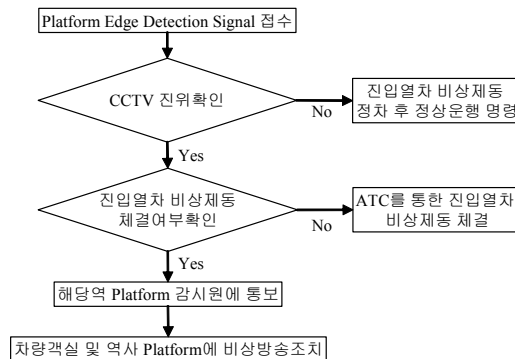 Platform Edge Detection Signal 접수
CCTV 진위확인
No
진입열차 비상제동
정차 후 정상운행 명령
Yes
진입열차 비상제동
체결여부확인
No
ATC를 통한 진입열차
비상제동 체결
Yes
해당역 Platform 감시원에 통보
차량객실 및 역사 Platform에 비상방송조치